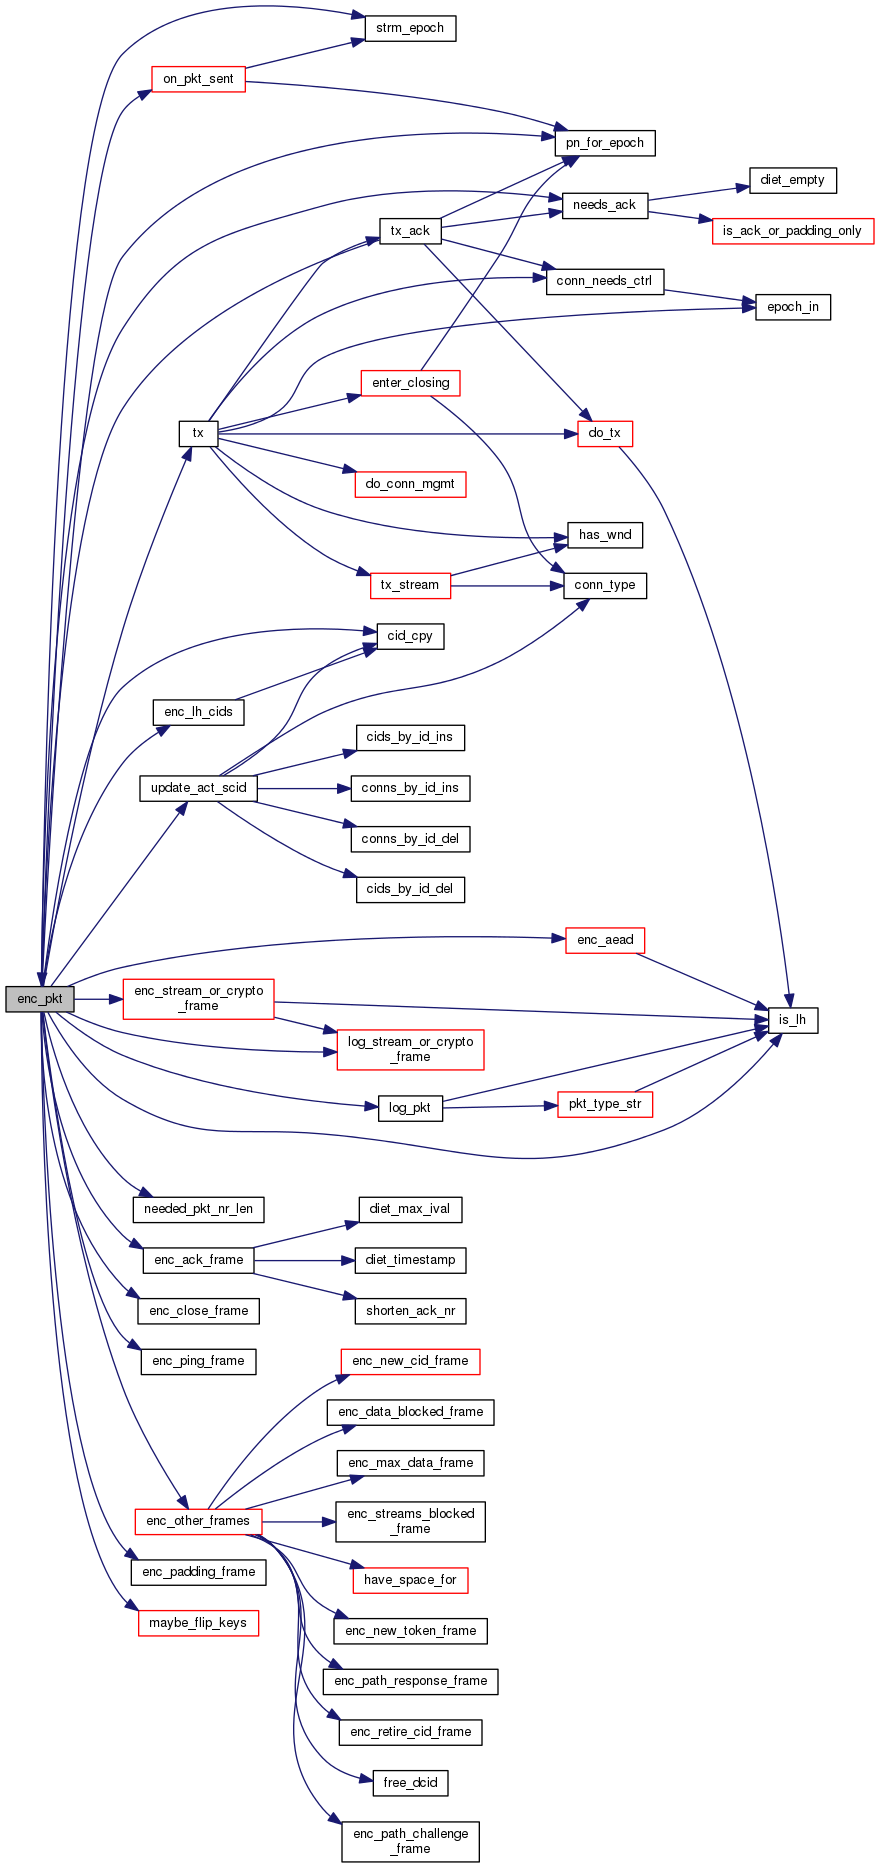 strm_epoch
on_pkt_sent
pn_for_epoch
diet_empty
needs_ack
is_ack_or_padding_only
tx_ack
conn_needs_ctrl
epoch_in
enter_closing
tx
do_tx
do_conn_mgmt
has_wnd
tx_stream
conn_type
cid_cpy
enc_lh_cids
cids_by_id_ins
update_act_scid
conns_by_id_ins
conns_by_id_del
cids_by_id_del
enc_aead
enc_pkt
enc_stream_or_crypto
_frame
is_lh
log_stream_or_crypto
_frame
log_pkt
pkt_type_str
needed_pkt_nr_len
diet_max_ival
enc_ack_frame
diet_timestamp
enc_close_frame
shorten_ack_nr
enc_ping_frame
enc_new_cid_frame
enc_data_blocked_frame
enc_max_data_frame
enc_other_frames
enc_streams_blocked
_frame
enc_padding_frame
have_space_for
maybe_flip_keys
enc_new_token_frame
enc_path_response_frame
enc_retire_cid_frame
free_dcid
enc_path_challenge
_frame